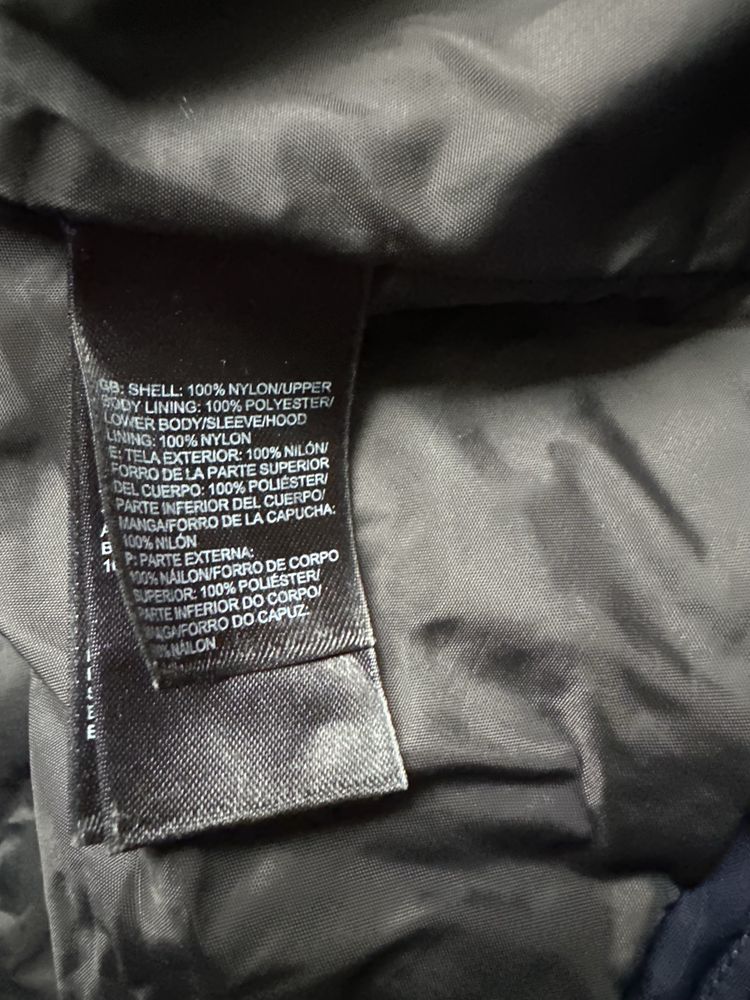 GB: SHELL: 100% NYLON/UPPER
BODY LINING: 100% POLYESTER/
LOWER BODY/SLEEVE/HOOD
LINING: 100% NYLON
E: TELA EXTERIOR: 100% NILÓN/
FORRO DE LA PARTE SUPERIOR
DEL CUERPO: 100% POLIÉSTER/
PARTE INFERIOR DEL CUERPO/
MANGA/FORRO DE LA CAPUCHA:
100% NILÓN
P: PARTE EXTERNA:
100% NÁILON/FORRO DE CORPO
SUPERIOR: 100% POLIÉSTER/
PARTE INFERIOR DO CORPO/
MANGA/FORRO DO CAPUZ:
100% NÁILON